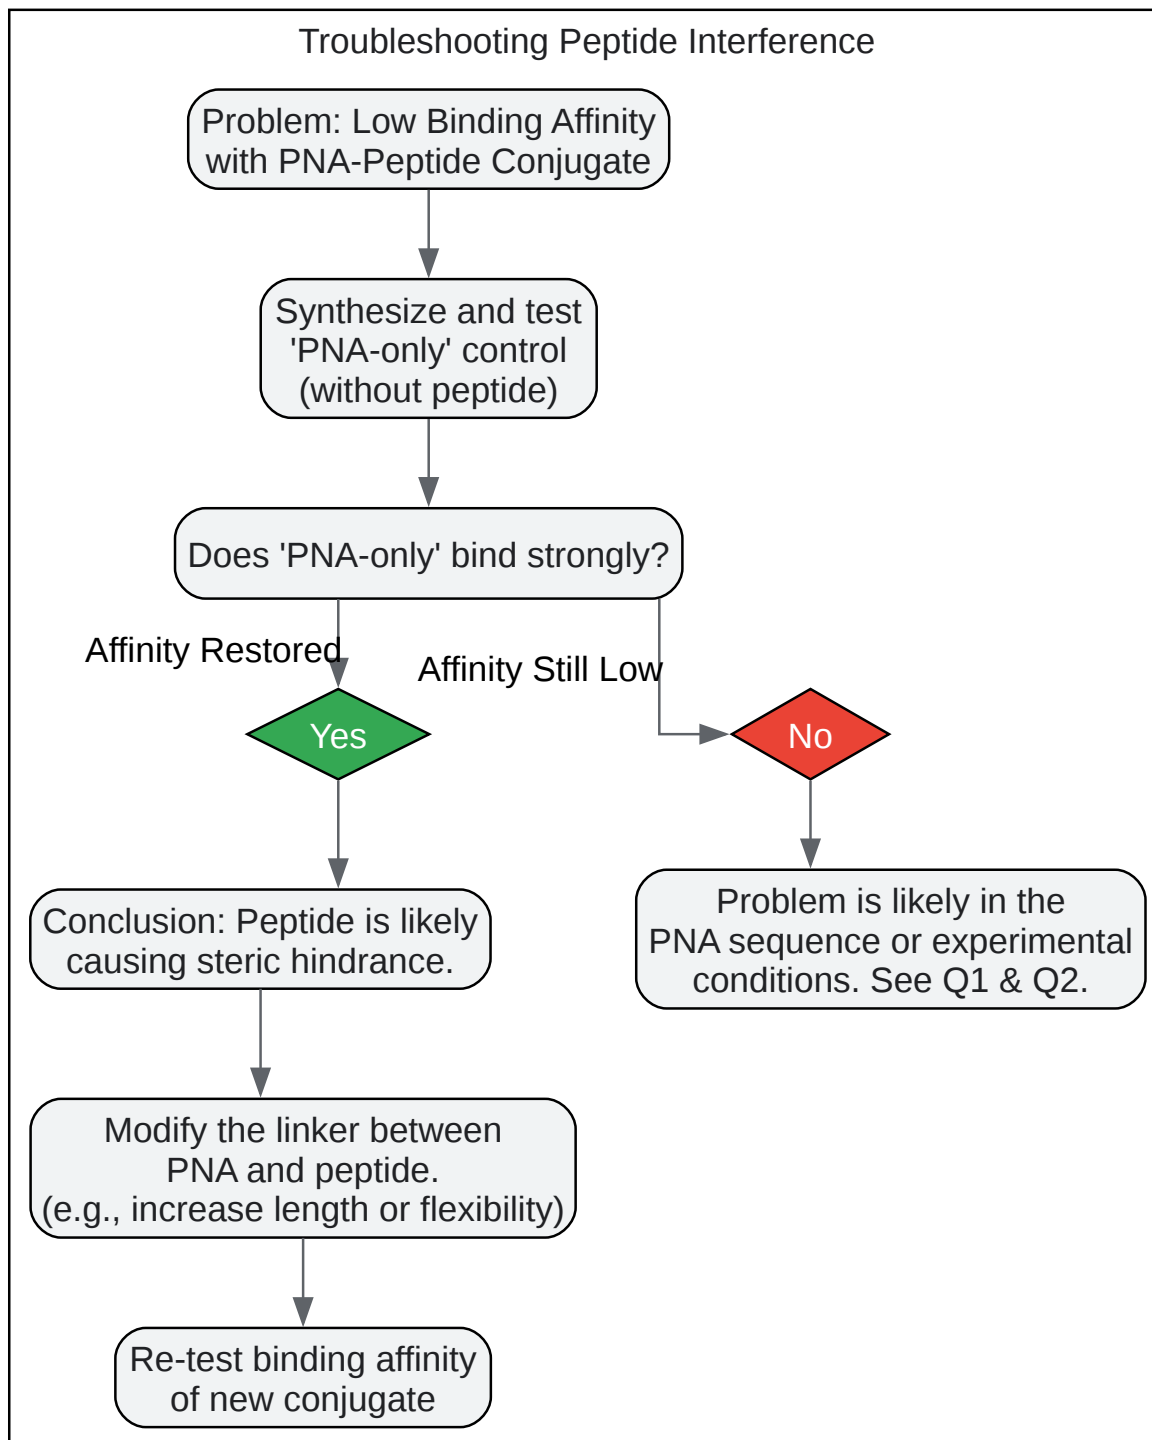 Troubleshooting Peptide Interference
Problem: Low Binding Affinity
with PNA-Peptide Conjugate
Synthesize and test
'PNA-only' control
(without peptide)
Does 'PNA-only' bind strongly?
Affinity Restored
Affinity Still Low
Yes
No
Conclusion: Peptide is likely
causing steric hindrance.
Problem is likely in the
PNA sequence or experimental
conditions. See Q1 & Q2.
Modify the linker between
PNA and peptide.
(e.g., increase length or flexibility)
Re-test binding affinity
of new conjugate